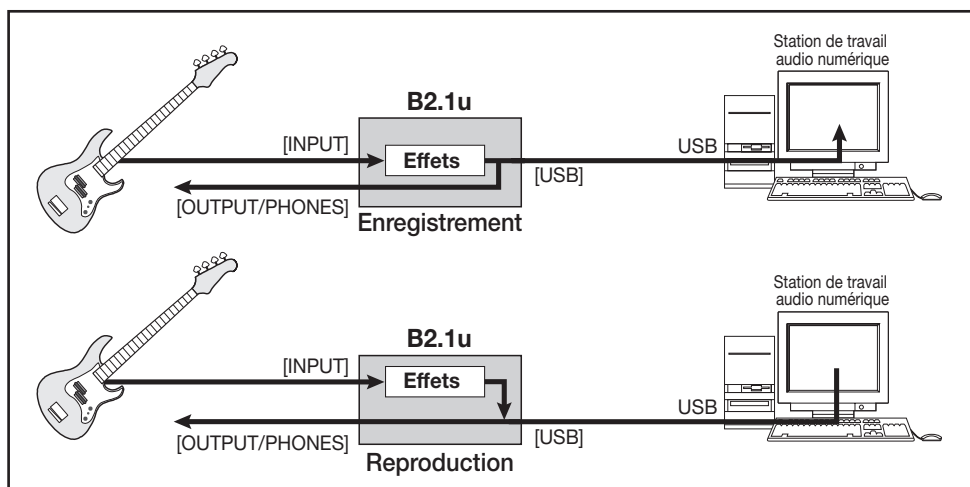 Station de travail
audio numérique
B2.1u
[INPUT]
Effets
USB
[USB]
[OUTPUT/PHONES]
Enregistrement
Station de travail
audio numérique
B2.1u
[INPUT]
Effets
USB
[USB]
[OUTPUT/PHONES]
Reproduction